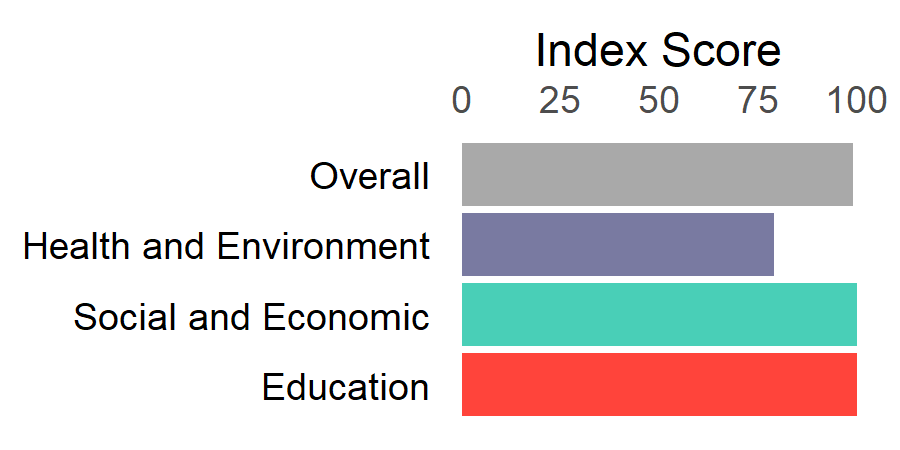 Index Score
0 25 50 75 100
Overall
Health and Environment
Social and Economic
Education